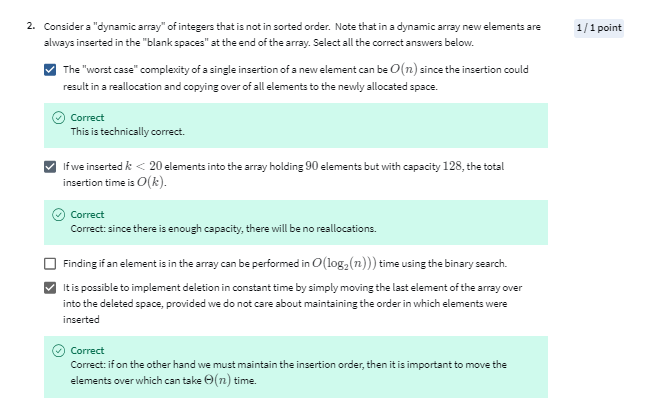 2. Consider a "dynamic array" of integers that is not in sorted order. Note that in a dynamic array new elements are
1 / 1 point
always inserted in the "blank spaces" at the end of the array. Select all the correct answers below.
The "worst case" complexity of a single insertion of a new element can be O(n) since the insertion could
result in a reallocation and copying over of all elements to the newly allocated space.
Correct
This is technically correct.
If we inserted k < 20 elements into the array holding 90 elements but with capacity 128, the total
insertion time is O(k).
Correct
Correct: since there is enough capacity, there will be no reallocations.
Finding if an element is in the array can be performed in O(log₂(n))) time using the binary search.
It is possible to implement deletion in constant time by simply moving the last element of the array over
into the deleted space, provided we do not care about maintaining the order in which elements were
inserted
Correct
Correct: if on the other hand we must maintain the insertion order, then it is important to move the
elements over which can take Θ(n) time.